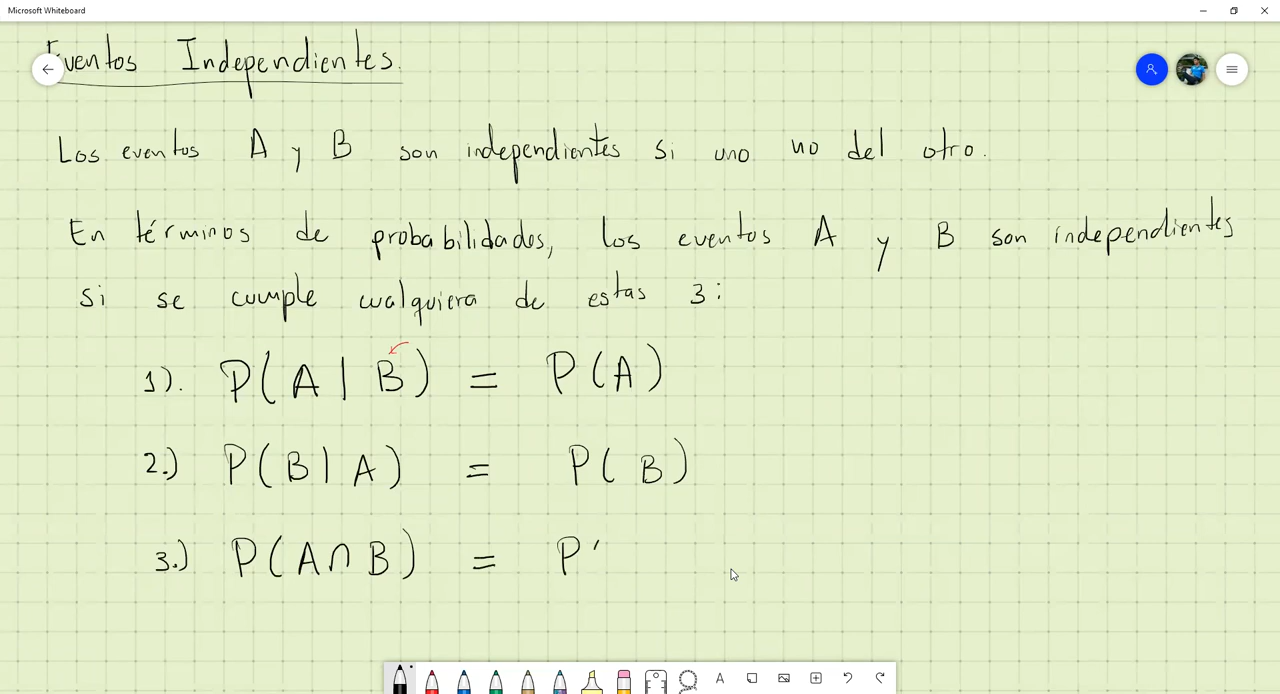 Microsoft Whiteboard
Eventos Independientes.
Los eventos A y B son independientes si uno no del otro.
En términos de probabilidades, los eventos A y B son independientes
si se cumple cualquiera de estas 3:
1). P(A | B) = P(A)
2.) P(B | A) = P(B)
3.) P(A∩B) = P